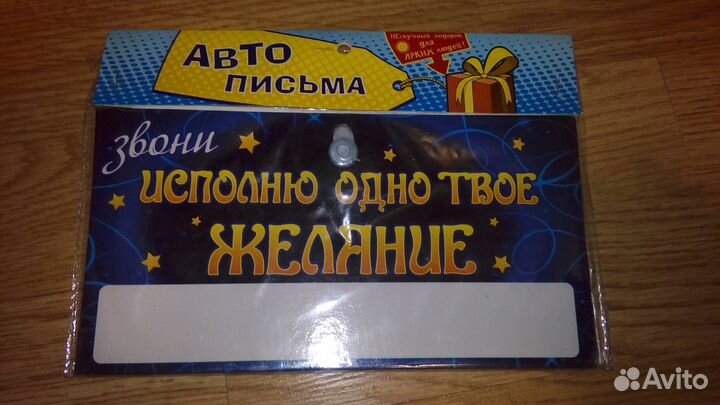 АВТО
ПИСЬМА
НЕскучный подарок
для
ЯРКИХ людей!
звони
ИСПОЛНЮ ОДНО ТВОЕ
ЖЕЛАНИЕ
Avito